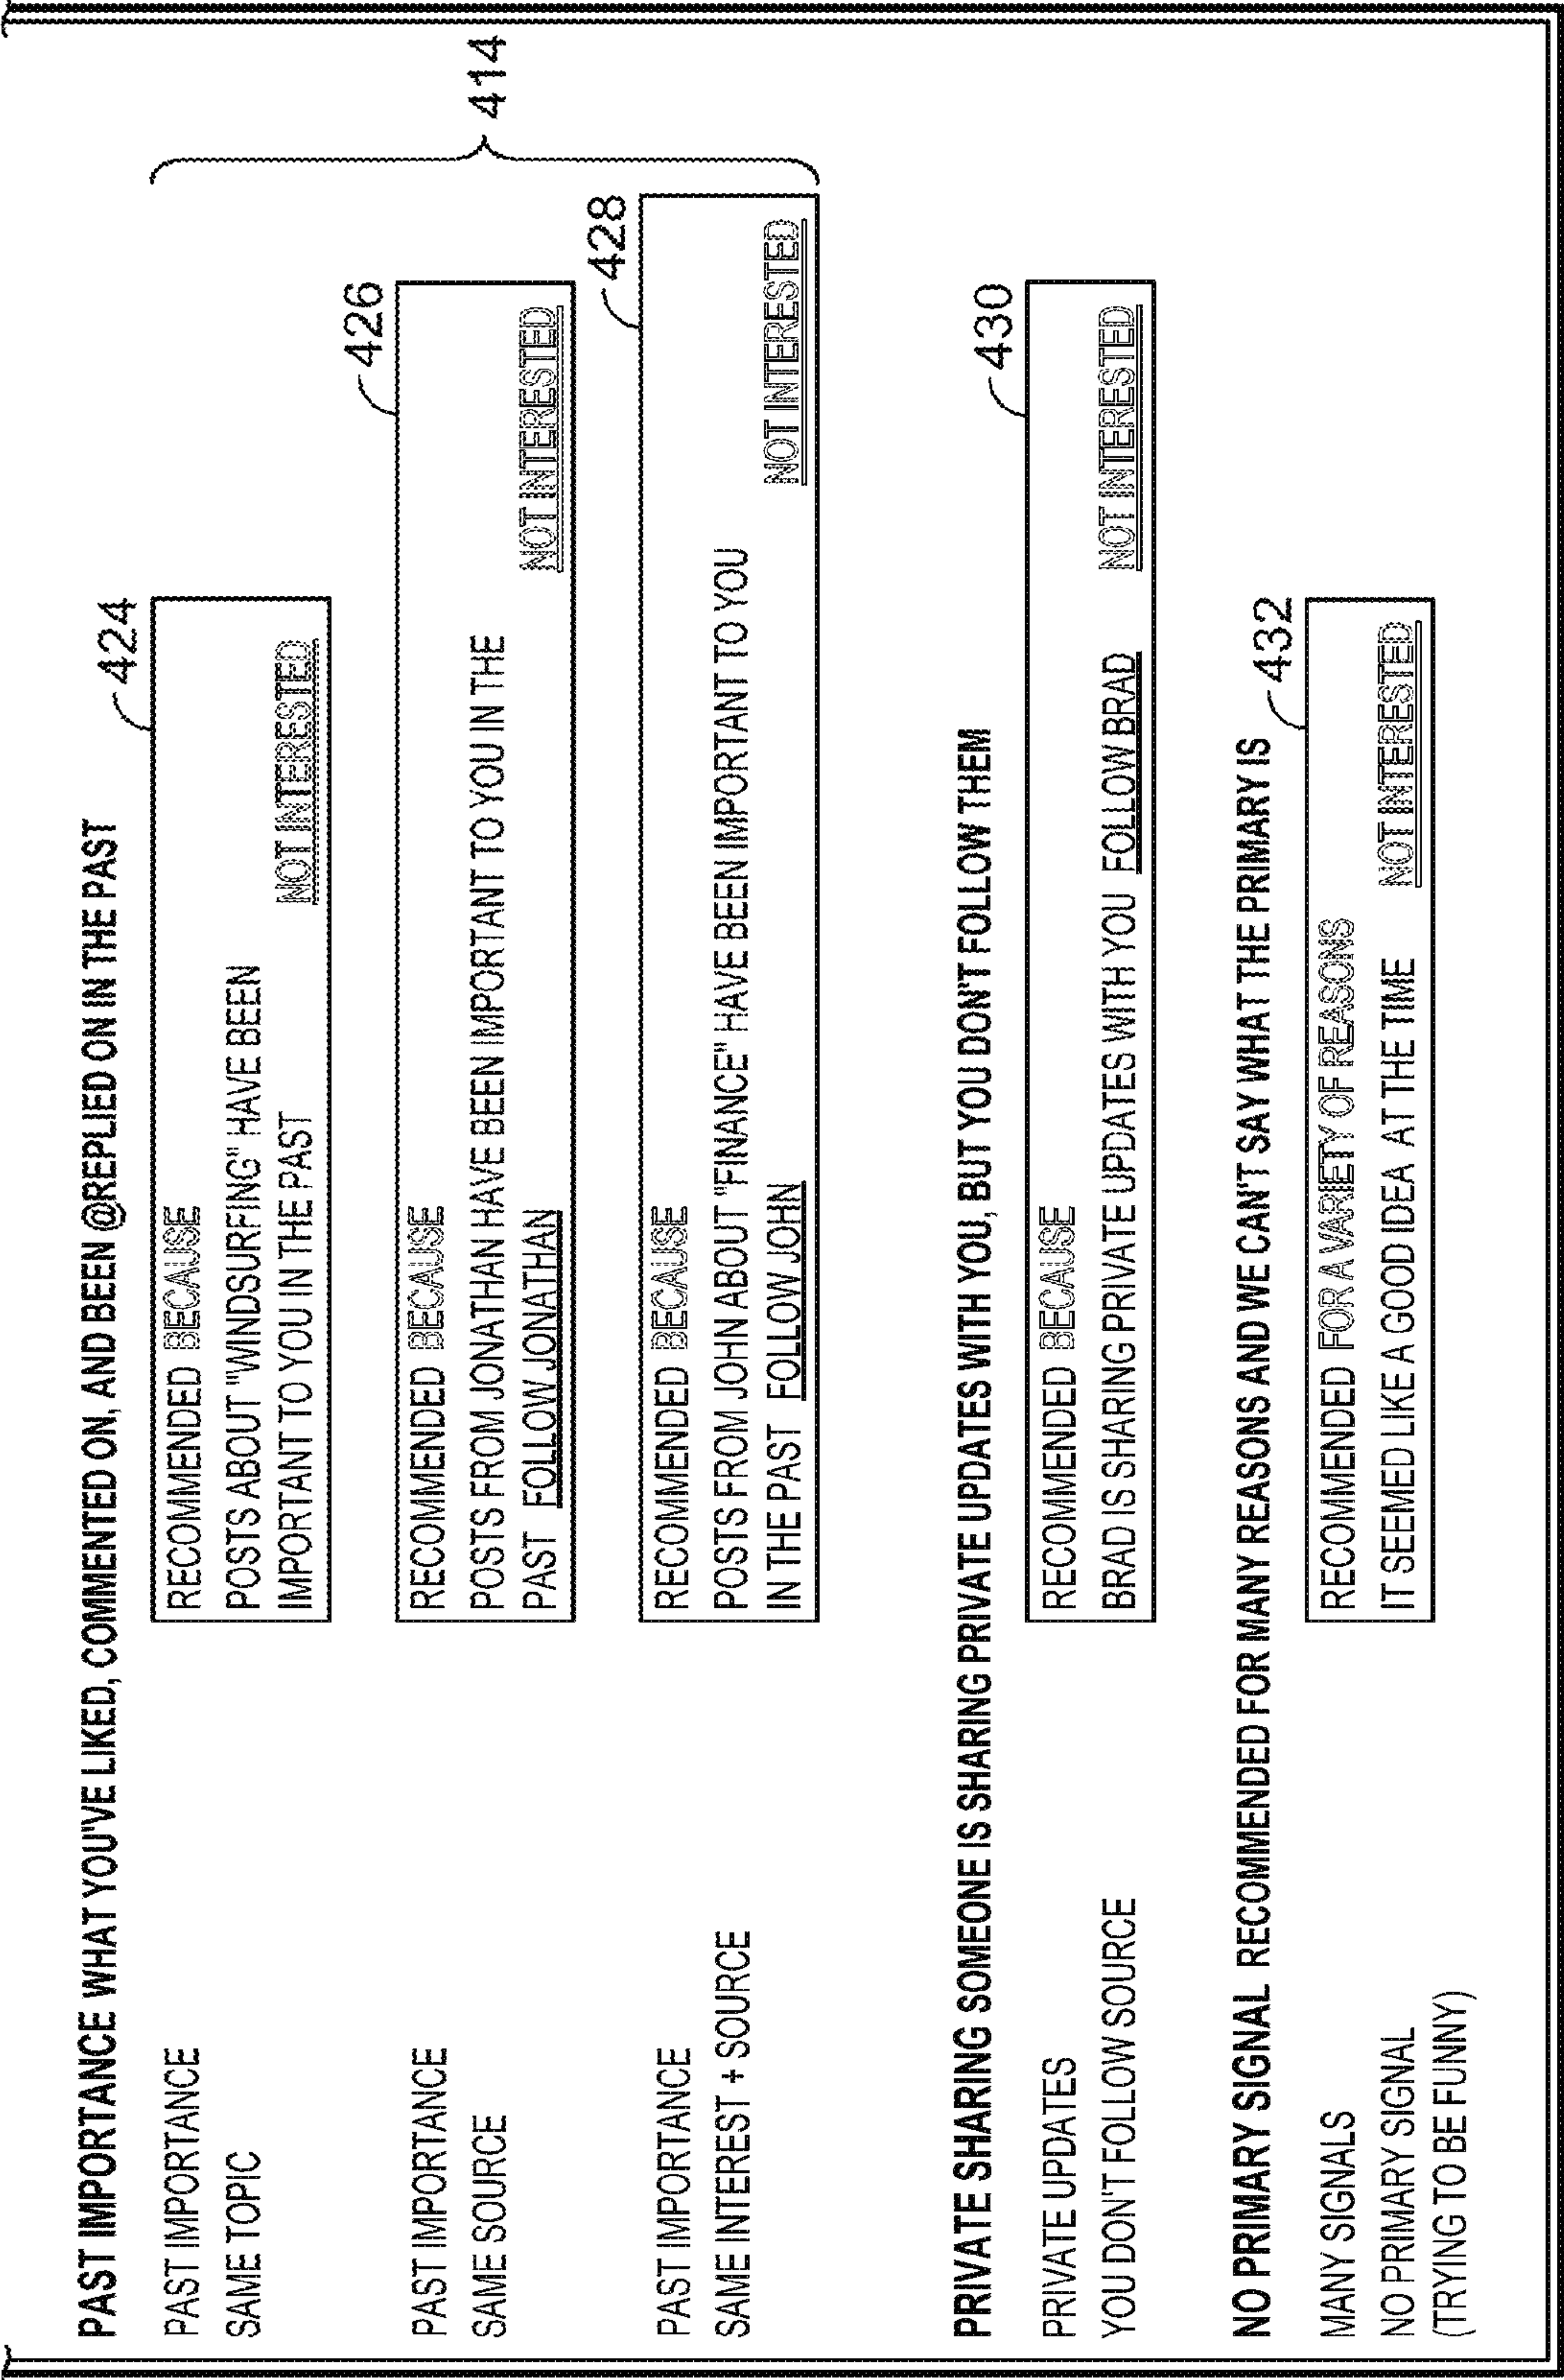 PAST IMPORTANCE WHAT YOU'VE LIKED, COMMENTED ON, AND BEEN @REPLIED ON IN THE PAST
424
PAST IMPORTANCE
SAME TOPIC
RECOMMENDED BECAUSE
POSTS ABOUT "WINDSURFING" HAVE BEEN
IMPORTANT TO YOU IN THE PAST NOT INTERESTED
426
PAST IMPORTANCE
SAME SOURCE
RECOMMENDED BECAUSE
POSTS FROM JONATHAN HAVE BEEN IMPORTANT TO YOU IN THE
PAST FOLLOW JONATHAN NOT INTERESTED
414
428
PAST IMPORTANCE
SAME INTEREST + SOURCE
RECOMMENDED BECAUSE
POSTS FROM JOHN ABOUT "FINANCE" HAVE BEEN IMPORTANT TO YOU
IN THE PAST FOLLOW JOHN NOT INTERESTED
PRIVATE SHARING SOMEONE IS SHARING PRIVATE UPDATES WITH YOU, BUT YOU DON'T FOLLOW THEM
430
PRIVATE UPDATES
YOU DON'T FOLLOW SOURCE
RECOMMENDED BECAUSE
BRAD IS SHARING PRIVATE UPDATES WITH YOU FOLLOW BRAD NOT INTERESTED
NO PRIMARY SIGNAL RECOMMENDED FOR MANY REASONS AND WE CAN'T SAY WHAT THE PRIMARY IS
432
MANY SIGNALS
NO PRIMARY SIGNAL
(TRYING TO BE FUNNY)
RECOMMENDED FOR A VARIETY OF REASONS
IT SEEMED LIKE A GOOD IDEA AT THE TIME NOT INTERESTED